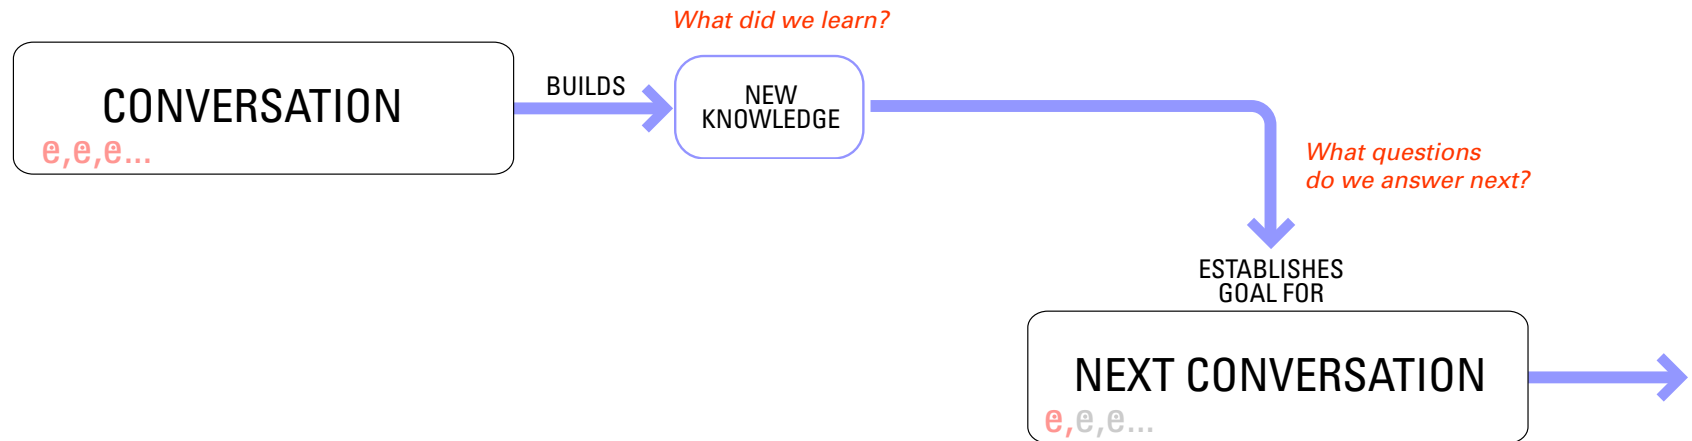 What did we learn?
CONVERSATION
e,e,e...
BUILDS
NEW
KNOWLEDGE
What questions
do we answer next?
ESTABLISHES
GOAL FOR
NEXT CONVERSATION
e,e,e...